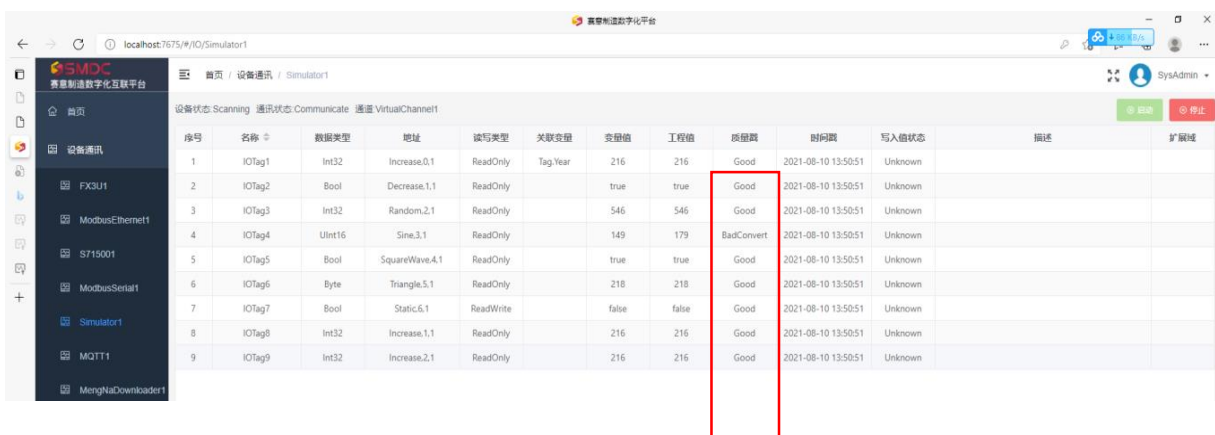 赛意制造数字化平台
localhost:7675/#/IO/Simulator1
86 KB/s
SMDC
赛意制造数字化互联平台
首页 / 设备通讯 / Simulator1
SysAdmin
首页
设备通讯
FX3U1
ModbusEthernet1
S715001
ModbusSerial1
Simulator1
MQTT1
MengNaDownloader1
设备状态:Scanning 通讯状态:Communicate 通道:VirtualChannel1
启动 停止
序号 名称 数据类型 地址 读写类型 关联变量 变量值 工程值 质量戳 时间戳 写入值状态 描述 扩展域
1 IOTag1 Int32 Increase,0,1 ReadOnly Tag.Year 216 216 Good 2021-08-10 13:50:51 Unknown
2 IOTag2 Bool Decrease,1,1 ReadOnly true true Good 2021-08-10 13:50:51 Unknown
3 IOTag3 Int32 Random,2,1 ReadOnly 546 546 Good 2021-08-10 13:50:51 Unknown
4 IOTag4 UInt16 Sine,3,1 ReadOnly 149 179 BadConvert 2021-08-10 13:50:51 Unknown
5 IOTag5 Bool SquareWave,4,1 ReadOnly true true Good 2021-08-10 13:50:51 Unknown
6 IOTag6 Byte Triangle,5,1 ReadOnly 218 218 Good 2021-08-10 13:50:51 Unknown
7 IOTag7 Bool Static,6,1 ReadWrite false false Good 2021-08-10 13:50:51 Unknown
8 IOTag8 Int32 Increase,1,1 ReadOnly 216 216 Good 2021-08-10 13:50:51 Unknown
9 IOTag9 Int32 Increase,2,1 ReadOnly 216 216 Good 2021-08-10 13:50:51 Unknown